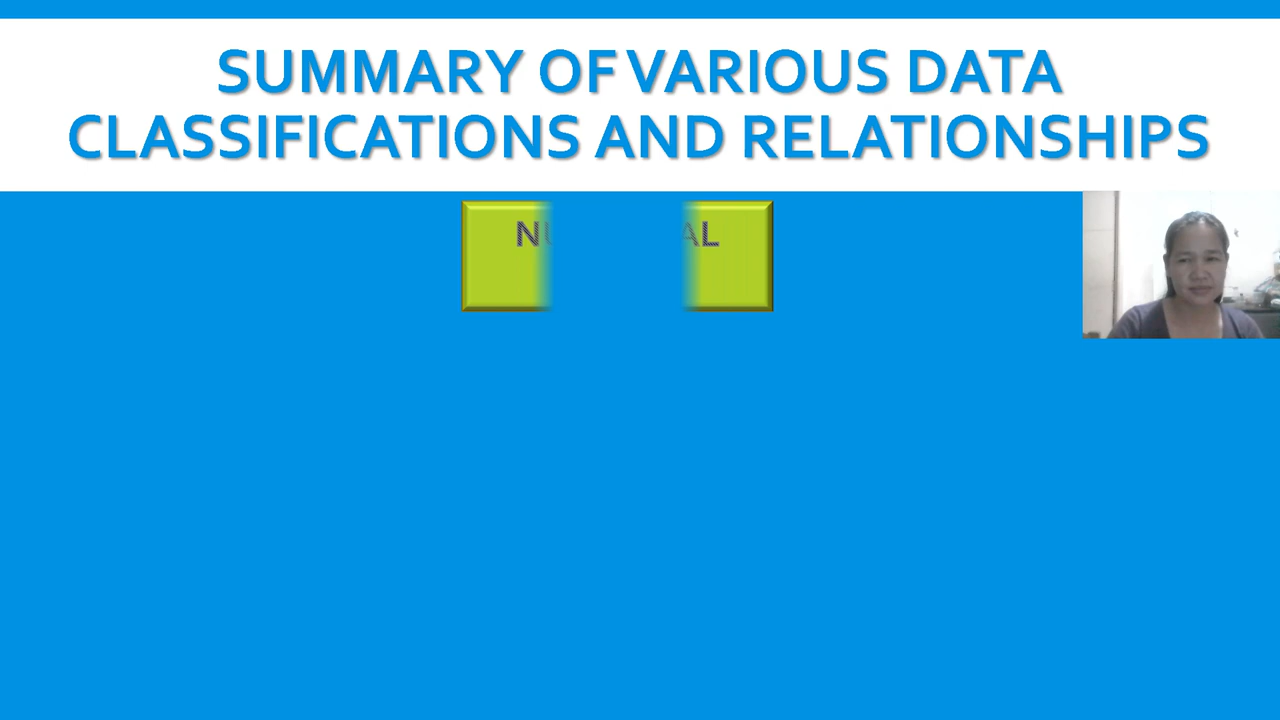 SUMMARY OF VARIOUS DATA
CLASSIFICATIONS AND RELATIONSHIPS